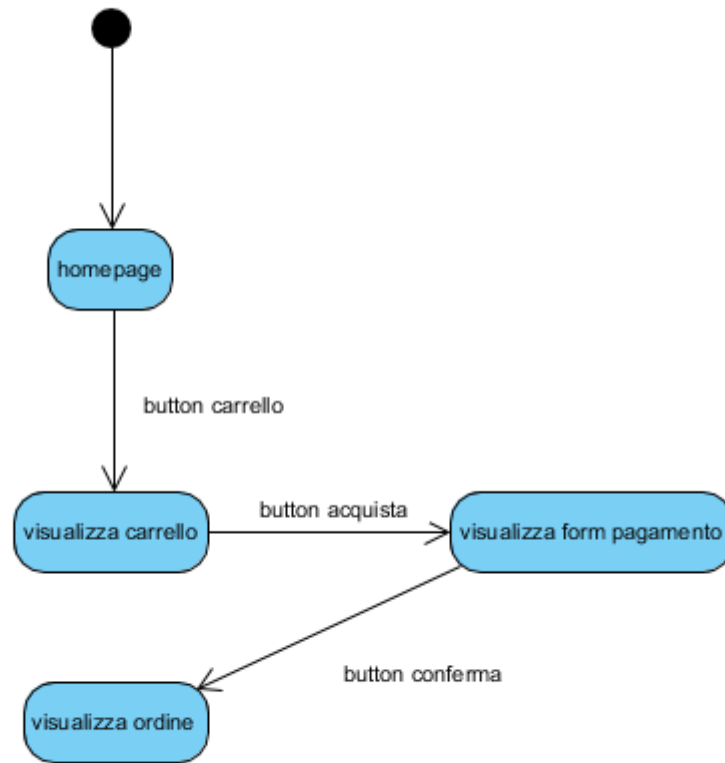 homepage
button carrello
button acquista
visualizza carrello
visualizza form pagamento
button conferma
visualizza ordine